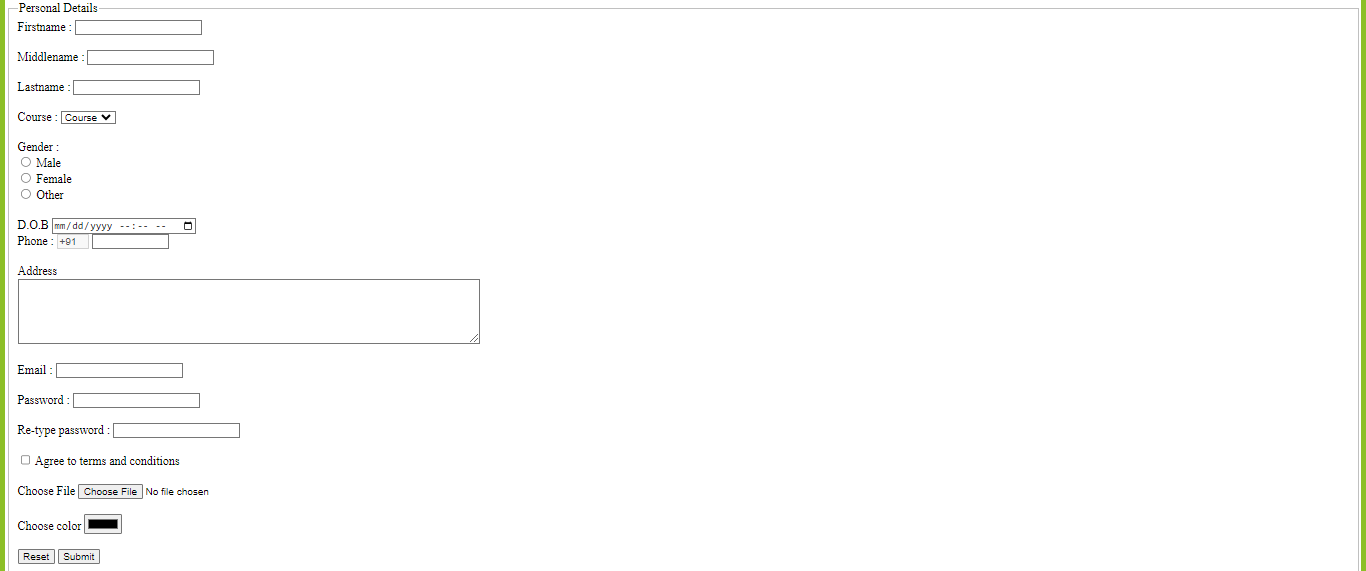 Personal Details
Firstname :
Middlename :
Lastname :
Course : Course
Gender :
Male
Female
Other
D.O.B mm/dd/yyyy --:-- --
Phone : +91
Address
Email :
Password :
Re-type password :
Agree to terms and conditions
Choose File Choose File No file chosen
Choose color
Reset Submit